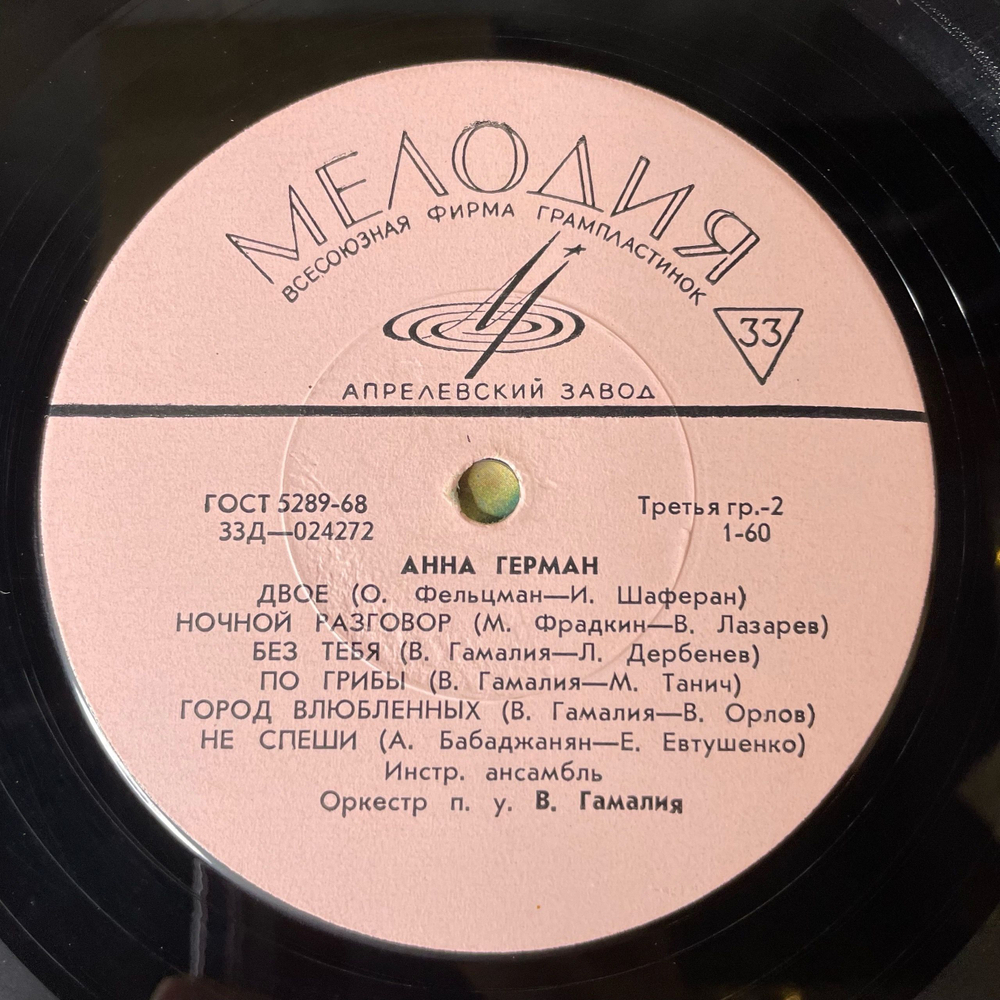 МЕЛОДИЯ
ВСЕСОЮЗНАЯ ФИРМА ГРАМПЛАСТИНОК
33
АПРЕЛЕВСКИЙ ЗАВОД
ГОСТ 5289-68
33Д—024272
Третья гр.-2
1-60
АННА ГЕРМАН
ДВОЕ (О. Фельцман—И. Шаферан)
НОЧНОЙ РАЗГОВОР (М. Фрадкин—В. Лазарев)
БЕЗ ТЕБЯ (В. Гамалия—Л. Дербенев)
ПО ГРИБЫ (В. Гамалия—М. Танич)
ГОРОД ВЛЮБЛЕННЫХ (В. Гамалия—В. Орлов)
НЕ СПЕШИ (А. Бабаджанян—Е. Евтушенко)
Инстр. ансамбль
Оркестр п. у. В. Гамалия